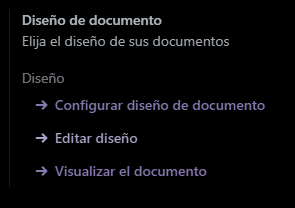 Diseño de documento
Elija el diseño de sus documentos
Diseño
→ Configurar diseño de documento
→ Editar diseño
→ Visualizar el documento